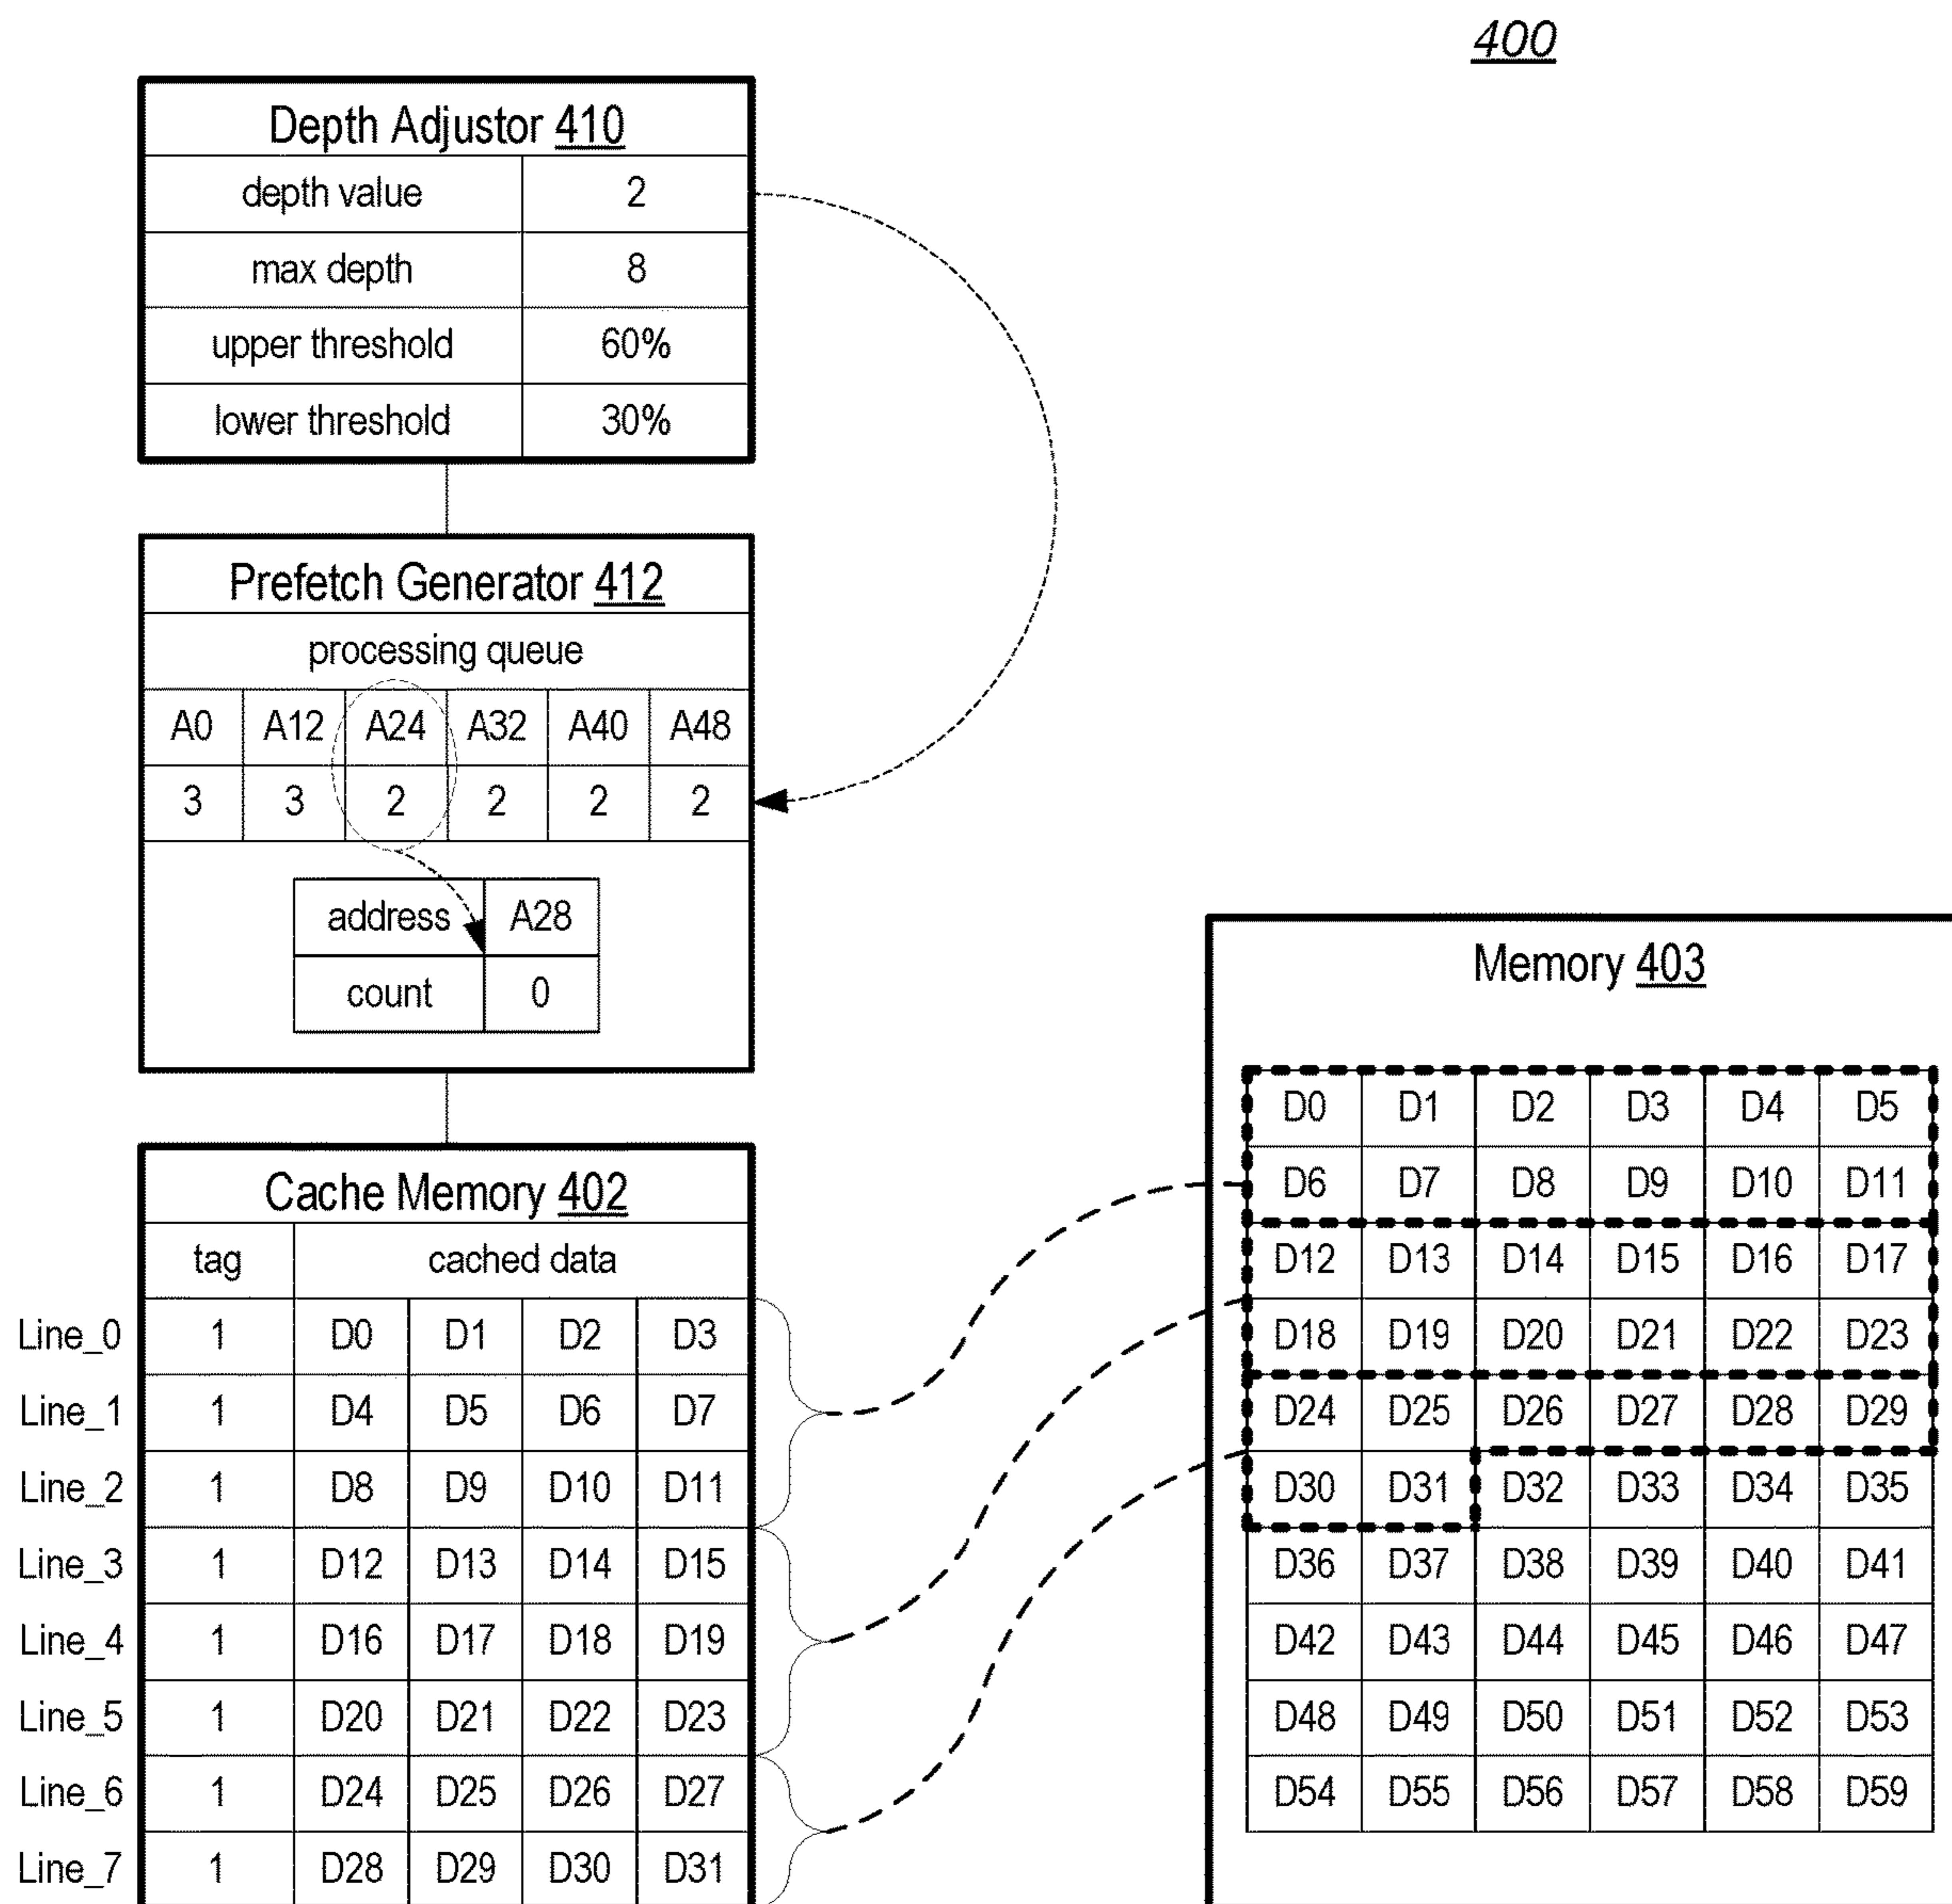 400
Depth Adjustor 410
depth value 2
max depth 8
upper threshold 60%
lower threshold 30%
Prefetch Generator 412
processing queue
A0 A12 A24 A32 A40 A48
3 3 2 2 2 2
address A28
count 0
Cache Memory 402
tag cached data
Line_0 1 D0 D1 D2 D3
Line_1 1 D4 D5 D6 D7
Line_2 1 D8 D9 D10 D11
Line_3 1 D12 D13 D14 D15
Line_4 1 D16 D17 D18 D19
Line_5 1 D20 D21 D22 D23
Line_6 1 D24 D25 D26 D27
Line_7 1 D28 D29 D30 D31
Memory 403
D0 D1 D2 D3 D4 D5
D6 D7 D8 D9 D10 D11
D12 D13 D14 D15 D16 D17
D18 D19 D20 D21 D22 D23
D24 D25 D26 D27 D28 D29
D30 D31 D32 D33 D34 D35
D36 D37 D38 D39 D40 D41
D42 D43 D44 D45 D46 D47
D48 D49 D50 D51 D52 D53
D54 D55 D56 D57 D58 D59